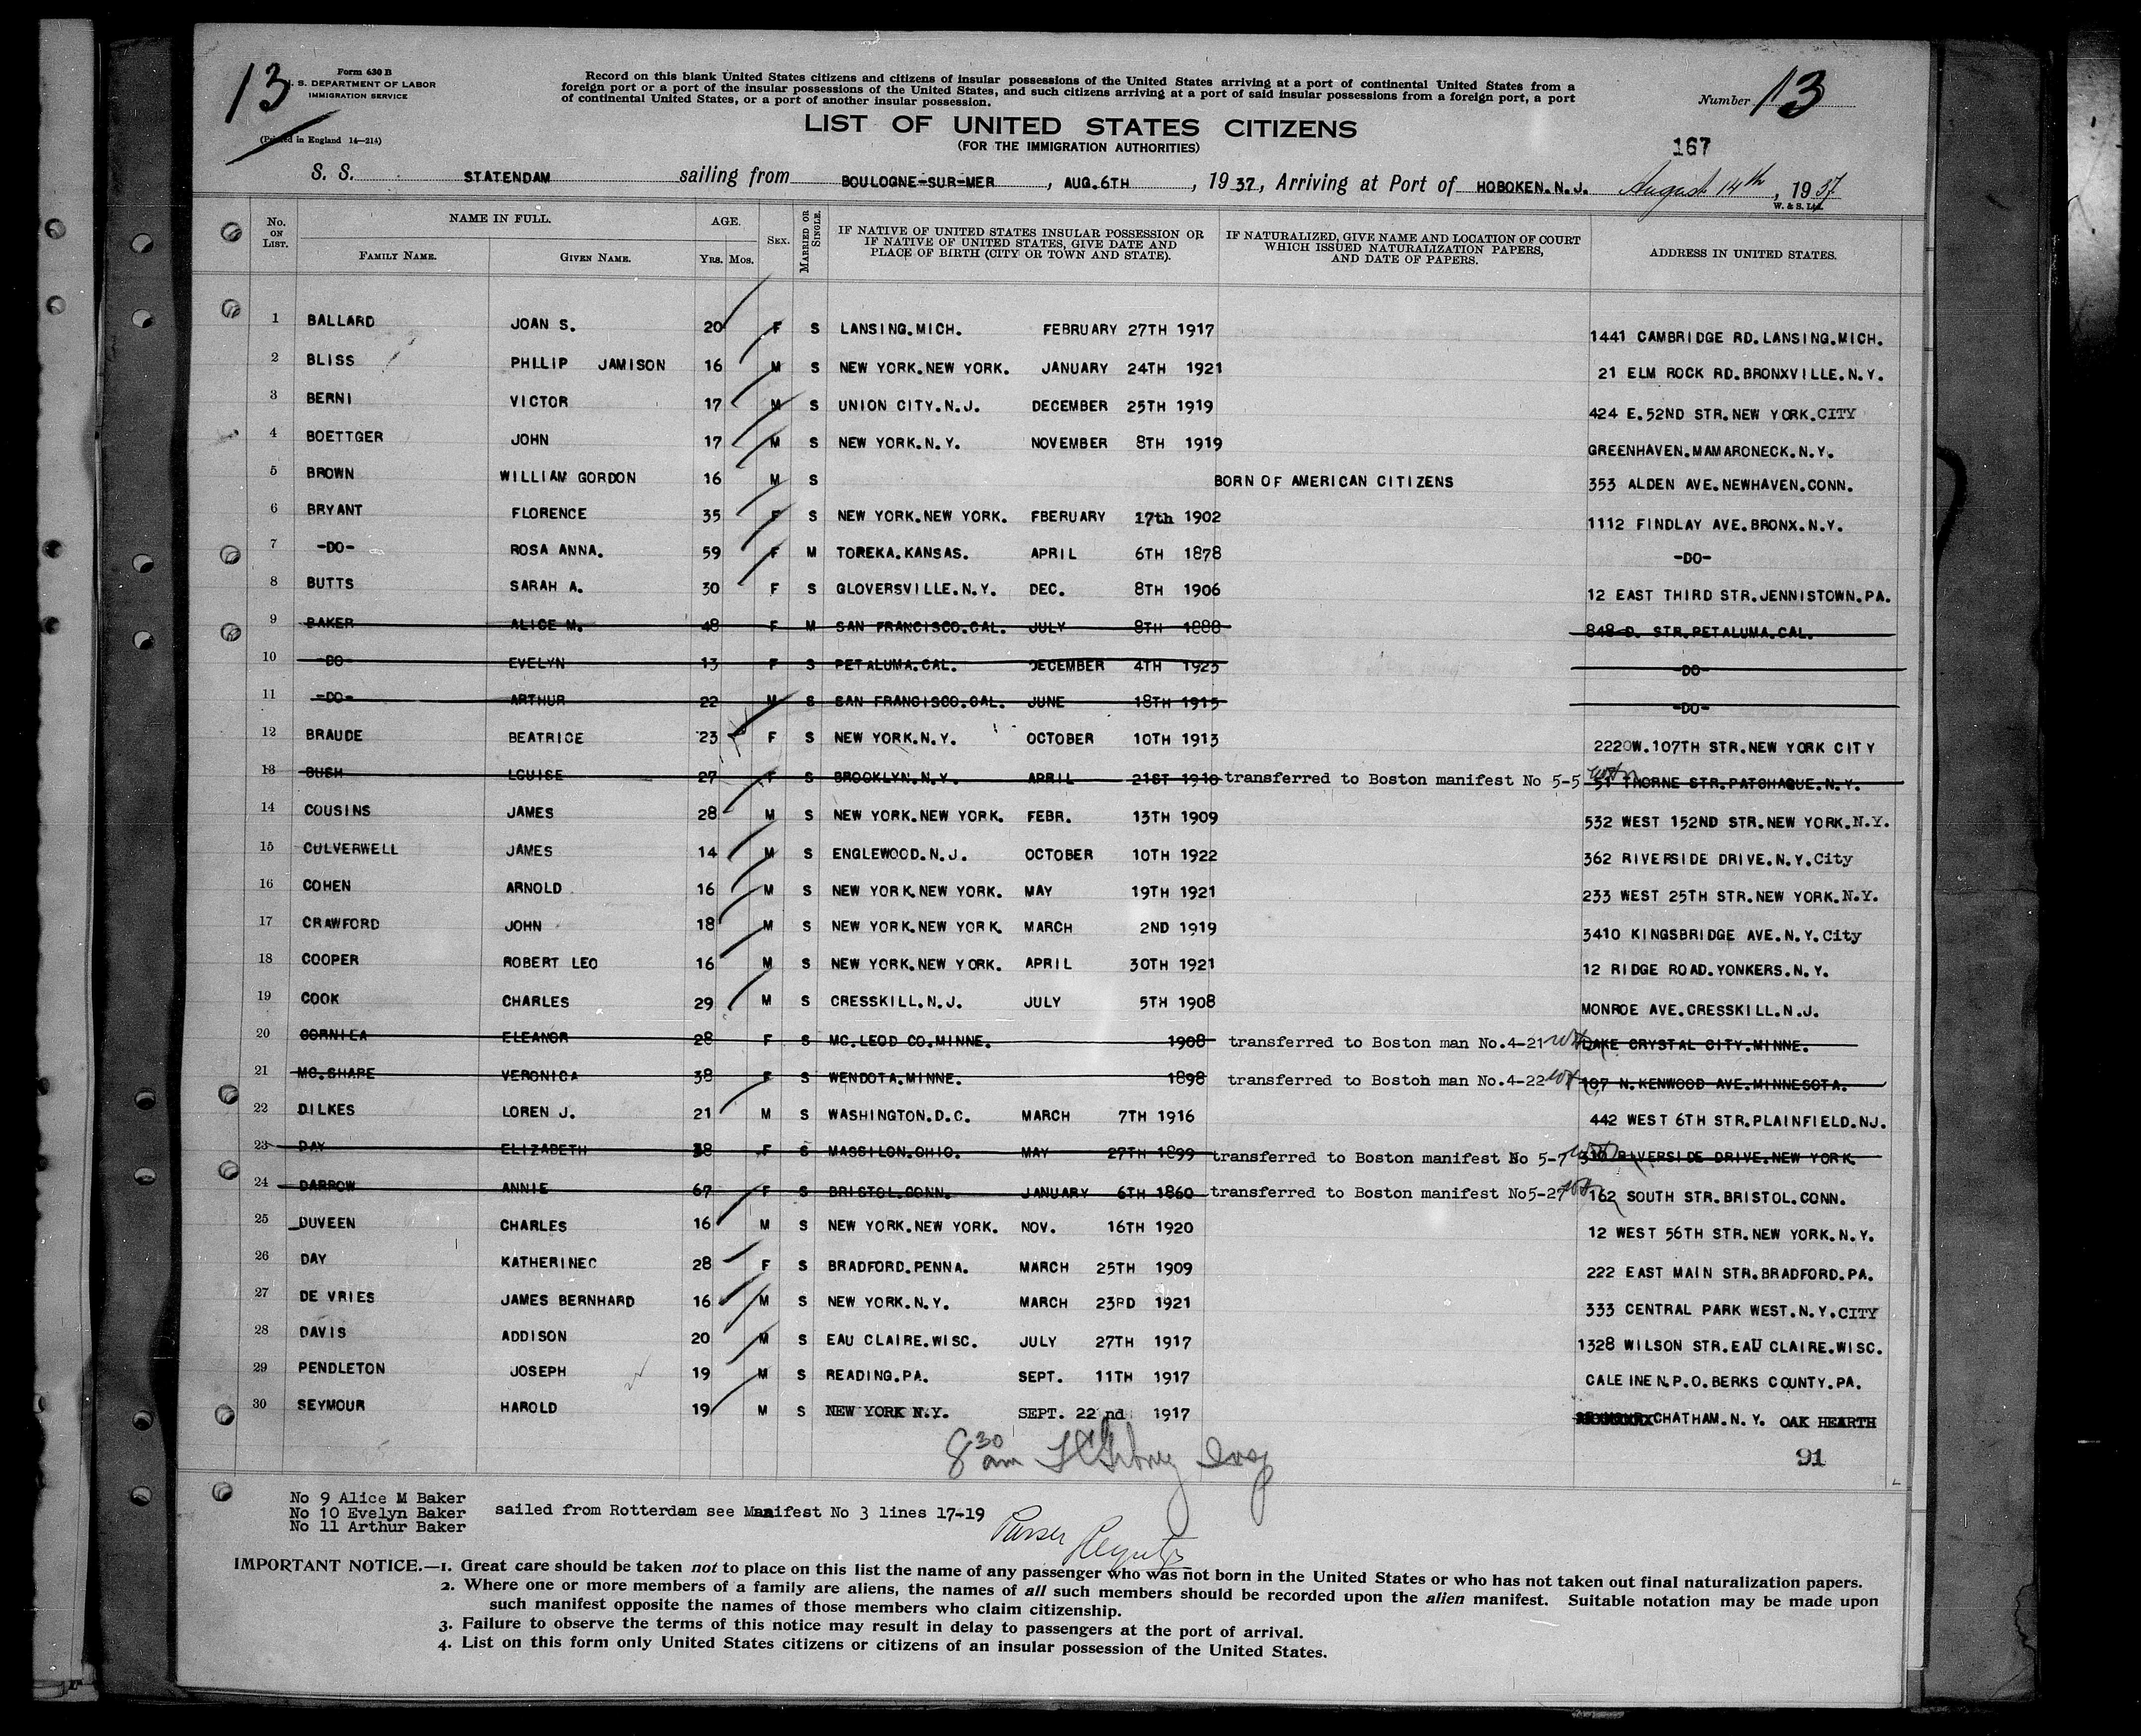 13
Form 630 B
. S. DEPARTMENT OF LABOR
IMMIGRATION SERVICE
(Printed in England 14—214)
Record on this blank United States citizens and citizens of insular possessions of the United States arriving at a port of continental United States from a
foreign port or a port of the insular possessions of the United States, and such citizens arriving at a port of said insular possessions from a foreign port, a port
of continental United States, or a port of another insular possession.
Number 13
LIST OF UNITED STATES CITIZENS
(FOR THE IMMIGRATION AUTHORITIES)
167
S. S. STATENDAM sailing from BOULOGNE-SUR-MER, AUG.6TH, 1937, Arriving at Port of HOBOKEN.N.J. August 14th, 1937
W. & S. Ltd.
No. ON LIST. NAME IN FULL. FAMILY NAME. GIVEN NAME. AGE. Yrs. Mos. SEX. MARRIED OR SINGLE. IF NATIVE OF UNITED STATES INSULAR POSSESSION OR IF NATIVE OF UNITED STATES, GIVE DATE AND PLACE OF BIRTH (CITY OR TOWN AND STATE). IF NATURALIZED, GIVE NAME AND LOCATION OF COURT WHICH ISSUED NATURALIZATION PAPERS, AND DATE OF PAPERS. ADDRESS IN UNITED STATES.
1 BALLARD JOAN S. 20 F S LANSING.MICH. FEBRUARY 27TH 1917 1441 CAMBRIDGE RD.LANSING.MICH.
2 BLISS PHLLIP JAMISON 16 M S NEW YORK.NEW YORK. JANUARY 24TH 1921 21 ELM ROCK RD.BRONXVILLE.N.Y.
3 BERNI VICTOR 17 M S UNION CITY.N.J. DECEMBER 25TH 1919 424 E.52ND STR.NEW YORK.CITY
4 BOETTGER JOHN 17 M S NEW YORK.N.Y. NOVEMBER 8TH 1919 GREENHAVEN.MAMARONECK.N.Y.
5 BROWN WILLIAM GORDON 16 M S BORN OF AMERICAN CITIZENS 353 ALDEN AVE.NEWHAVEN.CONN.
6 BRYANT FLORENCE 35 F S NEW YORK.NEW YORK. FBERUARY 17th 1902 1112 FINDLAY AVE.BRONX.N.Y.
7 -DO- ROSA ANNA. 59 F M TOREKA.KANSAS. APRIL 6TH 1878 -DO-
8 BUTTS SARAH A. 30 F S GLOVERSVILLE.N.Y. DEC. 8TH 1906 12 EAST THIRD STR.JENNISTOWN.PA.
9 BAKER ALICE M. 48 F M SAN FRANCISCO.CAL. JULY 8TH 1888 848 D. STR.PETALUMA.CAL.
10 -DO- EVELYN 13 F S PETALUMA.CAL. DECEMBER 4TH 1923 -DO-
11 -DO- ARTHUR 22 M S SAN FRANCISCO.CAL. JUNE 18TH 1915 -DO-
12 BRAUDE BEATRICE 23 F S NEW YORK.N.Y. OCTOBER 10TH 1913 222OW.107TH STR.NEW YORK CITY
13 BUSH LOUISE 27 F S BROOKLYN.N.Y. APRIL 21ST 1910 transferred to Boston manifest No 5-5 51 THORNE STR.PATCHAQUE.N.Y.
14 COUSINS JAMES 28 M S NEW YORK.NEW YORK. FEBR. 13TH 1909 532 WEST 152ND STR.NEW YORK.N.Y.
15 CULVERWELL JAMES 14 M S ENGLEWOOD.N.J. OCTOBER 10TH 1922 362 RIVERSIDE DRIVE.N.Y.City
16 COHEN ARNOLD 16 M S NEW YORK.NEW YORK. MAY 19TH 1921 233 WEST 25TH STR.NEW YORK.N.Y.
17 CRAWFORD JOHN 18 M S NEW YORK.NEW YORK. MARCH 2ND 1919 3410 KINGSBRIDGE AVE.N.Y.City
18 COOPER ROBERT LEO 16 M S NEW YORK.NEW YORK. APRIL 30TH 1921 12 RIDGE ROAD.YONKERS.N.Y.
19 COOK CHARLES 29 M S CRESSKILL.N.J. JULY 5TH 1908 MONROE AVE.CRESSKILL.N.J.
20 CORNIEA ELEANOR 28 F S MC.LEOD CO.MINNE. 1908 transferred to Boston man No.4-21 LAKE CRYSTAL CITY.MINNE.
21 MC.SHARE VERONICA 38 F S WENDOTA.MINNE. 1898 transferred to Boston man No.4-22 107 N.KENWOOD AVE.MINNESOTA.
22 DILKES LOREN J. 21 M S WASHINGTON.D.C. MARCH 7TH 1916 442 WEST 6TH STR.PLAINFIELD.NJ.
23 DAY ELIZABETH 38 F S MASSILON.OHIO. MAY 27TH 1899 transferred to Boston manifest No 5-7 310 RIVERSIDE DRIVE.NEW YORK.
24 DARROW ANNIE 67 F S BRISTOL.CONN. JANUARY 6TH 1860 transferred to Boston manifest No5-27 162 SOUTH STR.BRISTOL.CONN.
25 DUVEEN CHARLES 16 M S NEW YORK.NEW YORK. NOV. 16TH 1920 12 WEST 56TH STR.NEW YORK.N.Y.
26 DAY KATHERINEC 28 F S BRADFORD.PENNA. MARCH 25TH 1909 222 EAST MAIN STR.BRADFORD.PA.
27 DE VRIES JAMES BERNHARD 16 M S NEW YORK.N.Y. MARCH 23RD 1921 333 CENTRAL PARK WEST.N.Y.CITY
28 DAVIS ADDISON 20 M S EAU CLAIRE.WISC. JULY 27TH 1917 1328 WILSON STR.EAU CLAIRE.WISC.
29 PENDLETON JOSEPH 19 M S READING.PA. SEPT. 11TH 1917 CALEINEN.P.O.BERKS COUNTY.PA.
30 SEYMOUR HAROLD 19 M S NEW YORK N.Y. SEPT. 22 nd 1917 CHATHAM.N.Y. OAK HEARTH
8 30 am
91
No 9 Alice M Baker
No 10 Evelyn Baker sailed from Rotterdam see Manifest No 3 lines 17-19
No 11 Arthur Baker
Purser
IMPORTANT NOTICE.—1. Great care should be taken not to place on this list the name of any passenger who was not born in the United States or who has not taken out final naturalization papers.
2. Where one or more members of a family are aliens, the names of all such members should be recorded upon the alien manifest. Suitable notation may be made upon
such manifest opposite the names of those members who claim citizenship.
3. Failure to observe the terms of this notice may result in delay to passengers at the port of arrival.
4. List on this form only United States citizens or citizens of an insular possession of the United States.